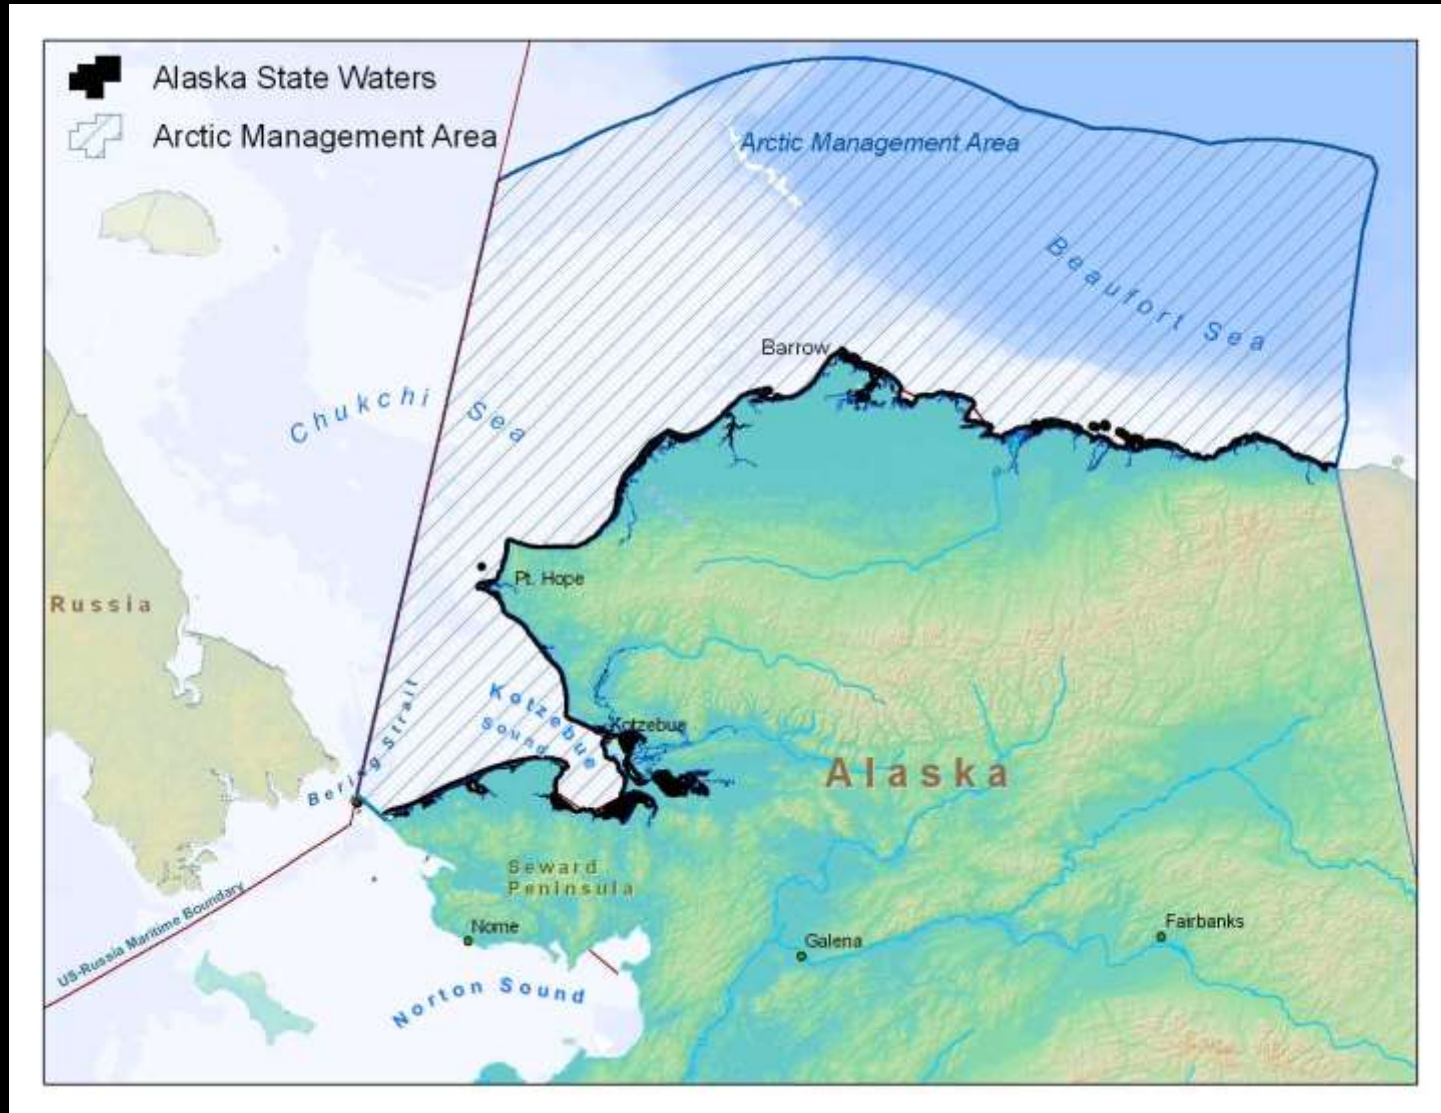 Alaska State Waters
Arctic Management Area
Arctic Management Area
Beaufort Sea
Barrow
Chukchi Sea
Pt. Hope
Russia
Kotzebue
Sound
Kotzebue
Bering Strait
Alaska
Seward
Peninsula
US-Russia Maritime Boundary
Nome
Fairbanks
Galena
Norton Sound